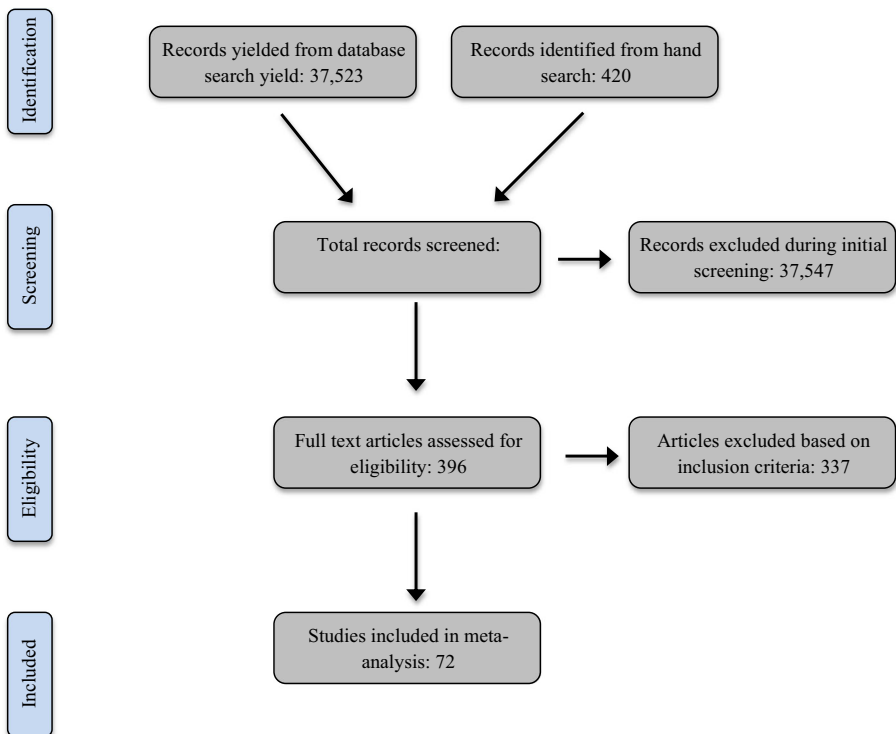 Identification
Records yielded from database
search yield: 37,523
Records identified from hand
search: 420
Screening
Total records screened:
Records excluded during initial
screening: 37,547
Eligibility
Full text articles assessed for
eligibility: 396
Articles excluded based on
inclusion criteria: 337
Included
Studies included in meta-
analysis: 72